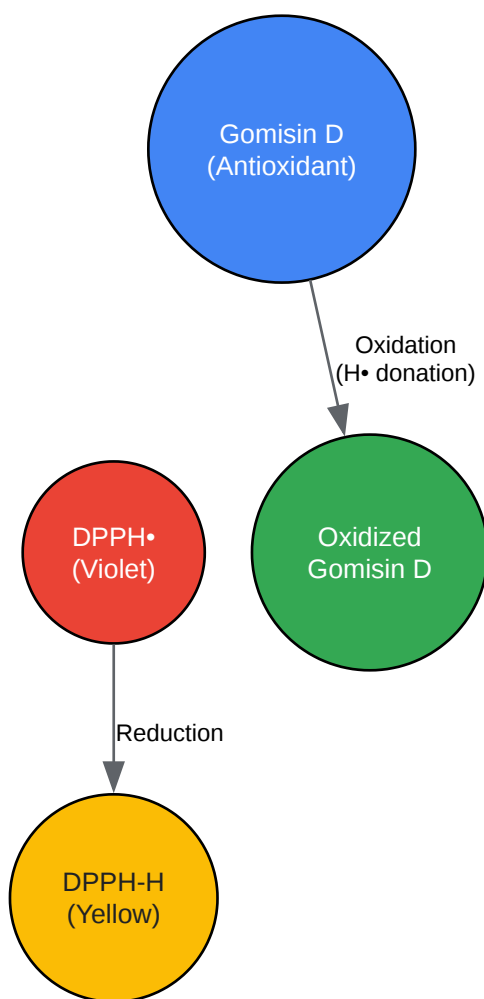 Gomisin D
(Antioxidant)
Oxidation
(H• donation)
DPPH•
(Violet)
Oxidized
Gomisin D
Reduction
DPPH-H
(Yellow)